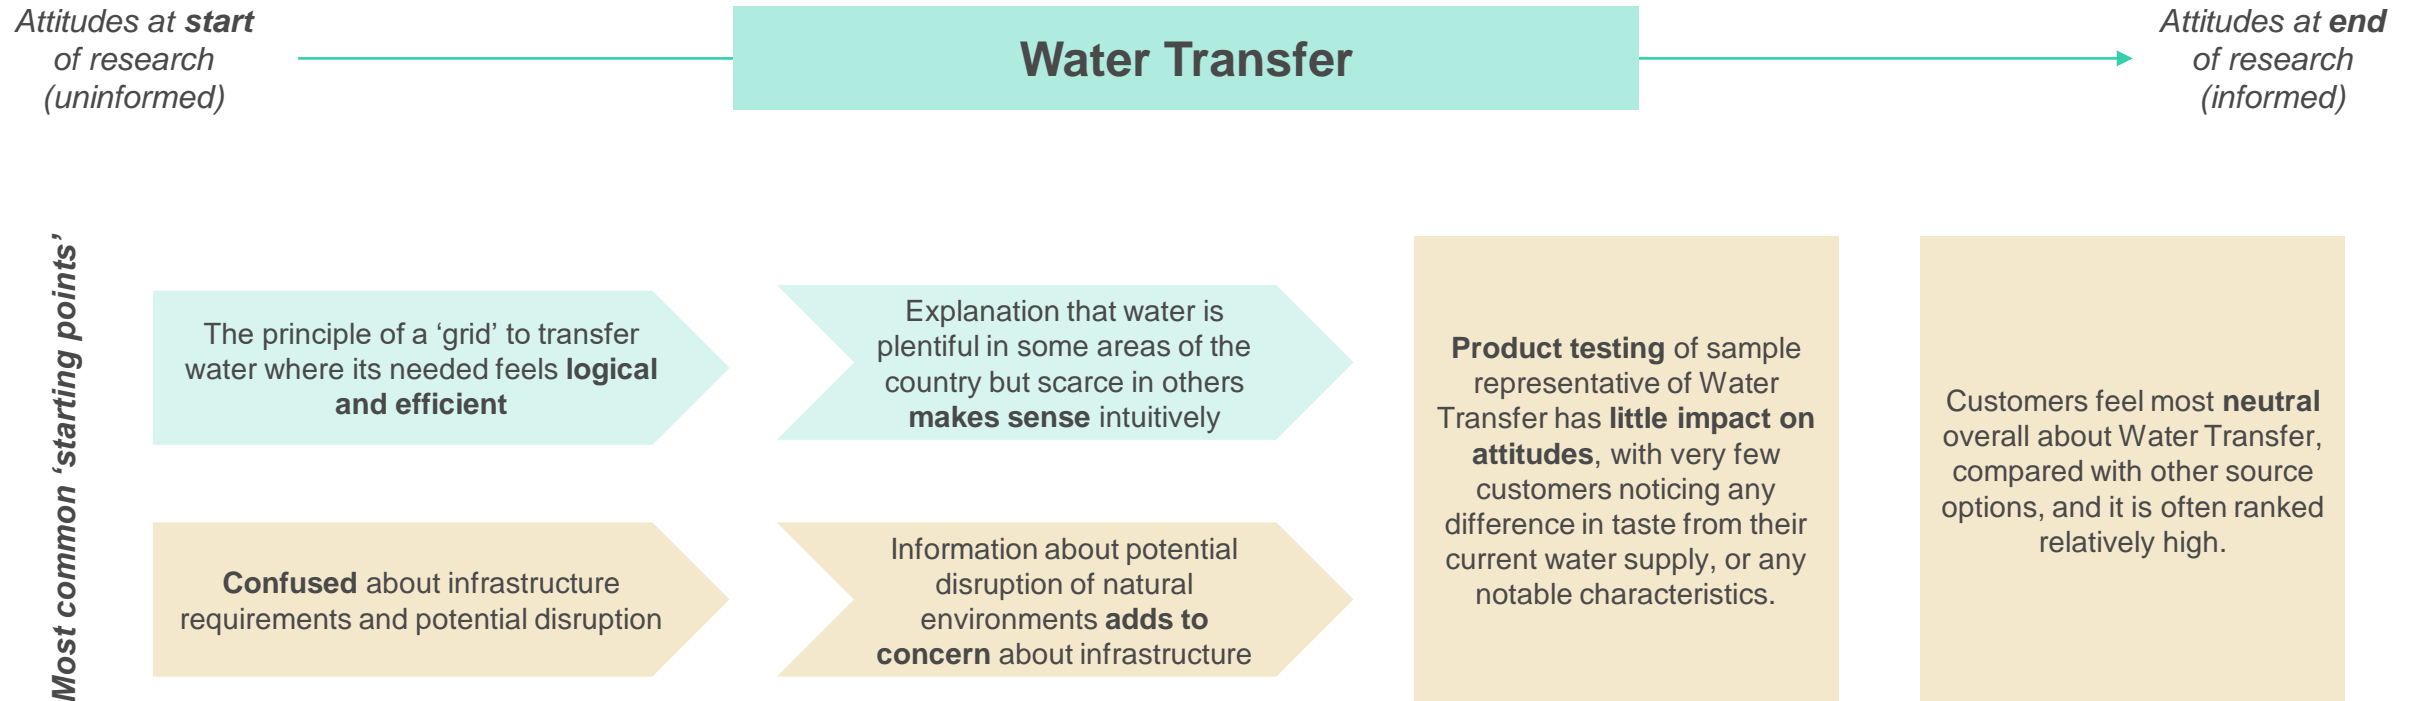 Attitudes at start
of research
(uninformed)
Water Transfer
Attitudes at end
of research
(informed)
Most common ‘starting points’
The principle of a ‘grid’ to transfer
water where its needed feels logical
and efficient
Explanation that water is
plentiful in some areas of the
country but scarce in others
makes sense intuitively
Confused about infrastructure
requirements and potential disruption
Information about potential
disruption of natural
environments adds to
concern about infrastructure
Product testing of sample
representative of Water
Transfer has little impact on
attitudes, with very few
customers noticing any
difference in taste from their
current water supply, or any
notable characteristics.
Customers feel most neutral
overall about Water Transfer,
compared with other source
options, and it is often ranked
relatively high.